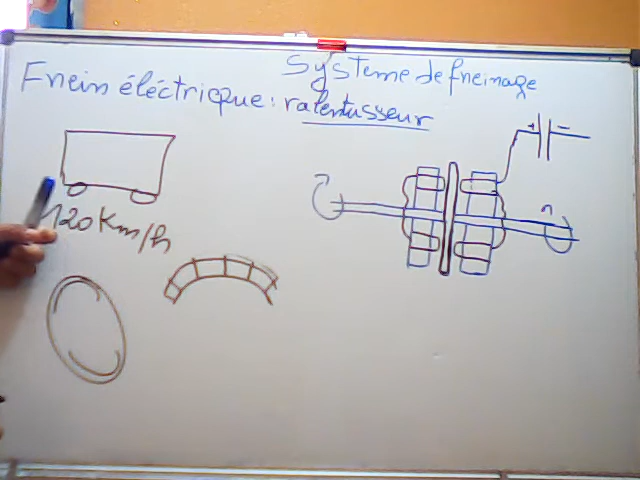 Système de freinage
Frein électrique : ralentisseur
+ -
120 Km/h
n